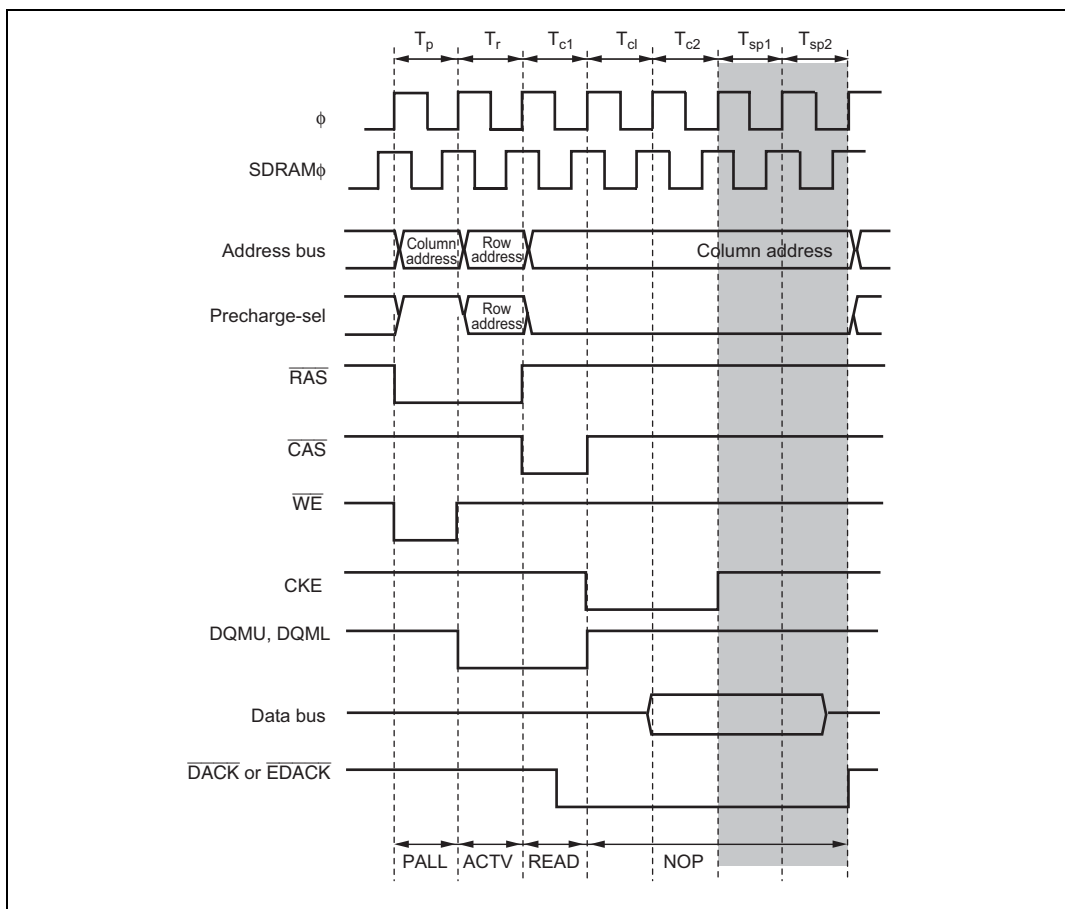 Tp Tr Tc1 Tcl Tc2 Tsp1 Tsp2
ϕ
SDRAMϕ
Address bus
Column
address
Row
address
Column address
Precharge-sel
Row
address
RAS
CAS
WE
CKE
DQMU, DQML
Data bus
DACK or EDACK
PALL ACTV READ NOP